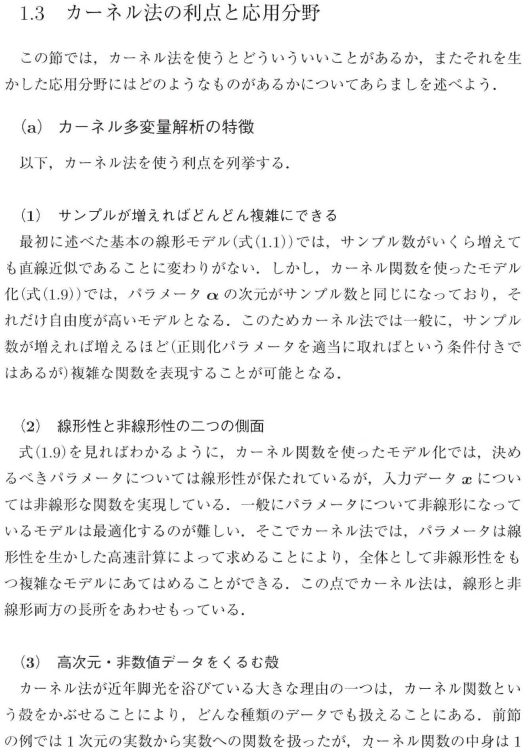 1.3　カーネル法の利点と応用分野
この節では，カーネル法を使うとどういういいことがあるか，またそれを生
かした応用分野にはどのようなものがあるかについてあらましを述べよう．
(a)　カーネル多変量解析の特徴
以下，カーネル法を使う利点を列挙する．
(1)　サンプルが増えればどんどん複雑にできる
最初に述べた基本の線形モデル(式(1.1))では，サンプル数がいくら増えて
も直線近似であることに変わりがない．しかし，カーネル関数を使ったモデル
化(式(1.9))では，パラメータ α の次元がサンプル数と同じになっており，そ
れだけ自由度が高いモデルとなる．このためカーネル法では一般に，サンプル
数が増えれば増えるほど(正則化パラメータを適当に取ればという条件付きで
はあるが)複雑な関数を表現することが可能となる．
(2)　線形性と非線形性の二つの側面
式(1.9)を見ればわかるように，カーネル関数を使ったモデル化では，決め
るべきパラメータについては線形性が保たれているが，入力データ x につい
ては非線形な関数を実現している．一般にパラメータについて非線形になって
いるモデルは最適化するのが難しい．そこでカーネル法では，パラメータは線
形性を生かした高速計算によって求めることにより，全体として非線形性をも
つ複雑なモデルにあてはめることができる．この点でカーネル法は，線形と非
線形両方の長所をあわせもっている．
(3)　高次元・非数値データをくるむ殻
カーネル法が近年脚光を浴びている大きな理由の一つは，カーネル関数とい
う殻をかぶせることにより，どんな種類のデータでも扱えることにある．前節
の例では 1 次元の実数から実数への関数を扱ったが，カーネル関数の中身は 1